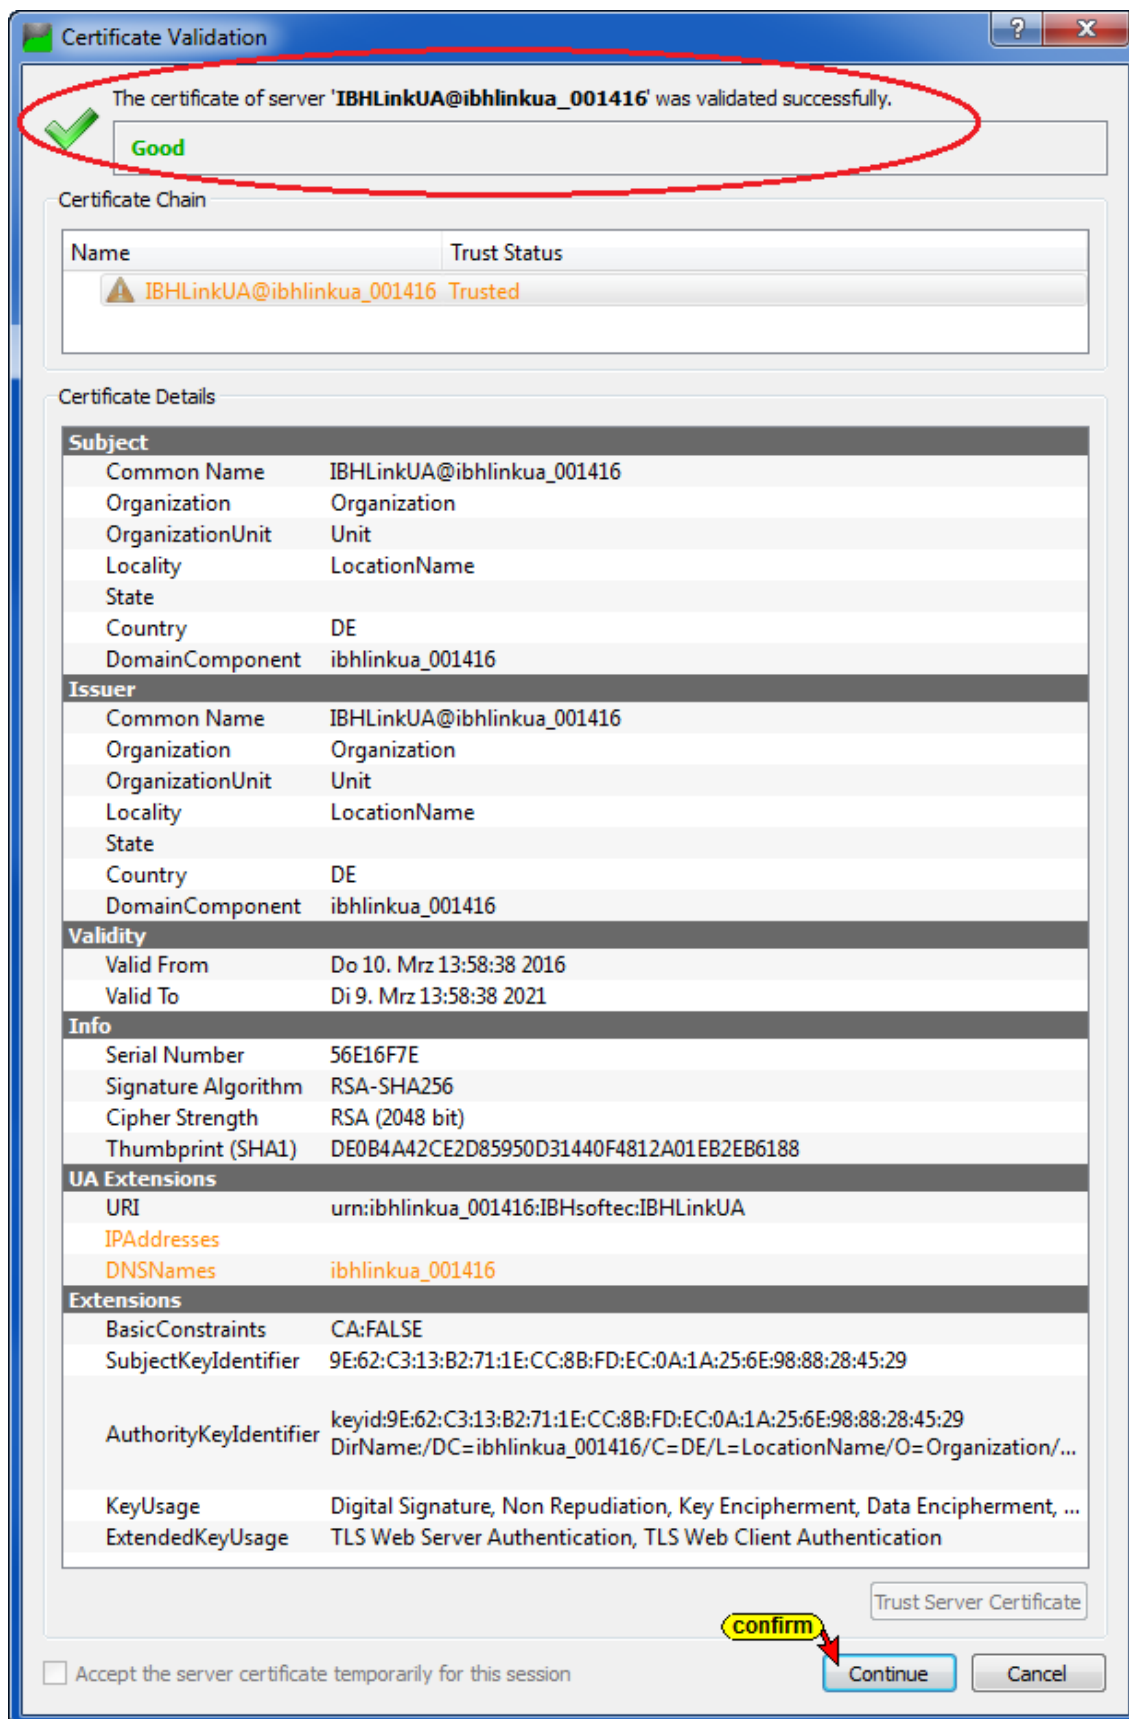 Certificate Validation
?
X
The certificate of server 'IBHLinkUA@ibhlinkua_001416' was validated successfully.
Good
Certificate Chain
Name Trust Status
IBHLinkUA@ibhlinkua_001416 Trusted
Certificate Details
Subject
Common Name IBHLinkUA@ibhlinkua_001416
Organization Organization
OrganizationUnit Unit
Locality LocationName
State
Country DE
DomainComponent ibhlinkua_001416
Issuer
Common Name IBHLinkUA@ibhlinkua_001416
Organization Organization
OrganizationUnit Unit
Locality LocationName
State
Country DE
DomainComponent ibhlinkua_001416
Validity
Valid From Do 10. Mrz 13:58:38 2016
Valid To Di 9. Mrz 13:58:38 2021
Info
Serial Number 56E16F7E
Signature Algorithm RSA-SHA256
Cipher Strength RSA (2048 bit)
Thumbprint (SHA1) DE0B4A42CE2D85950D31440F4812A01EB2EB6188
UA Extensions
URI urn:ibhlinkua_001416:IBHsoftec:IBHLinkUA
IPAddresses
DNSNames ibhlinkua_001416
Extensions
BasicConstraints CA:FALSE
SubjectKeyIdentifier 9E:62:C3:13:B2:71:1E:CC:8B:FD:EC:0A:1A:25:6E:98:88:28:45:29
AuthorityKeyIdentifier keyid:9E:62:C3:13:B2:71:1E:CC:8B:FD:EC:0A:1A:25:6E:98:88:28:45:29
DirName:/DC=ibhlinkua_001416/C=DE/L=LocationName/O=Organization/...
KeyUsage Digital Signature, Non Repudiation, Key Encipherment, Data Encipherment, ...
ExtendedKeyUsage TLS Web Server Authentication, TLS Web Client Authentication
Trust Server Certificate
confirm
Accept the server certificate temporarily for this session
Continue
Cancel